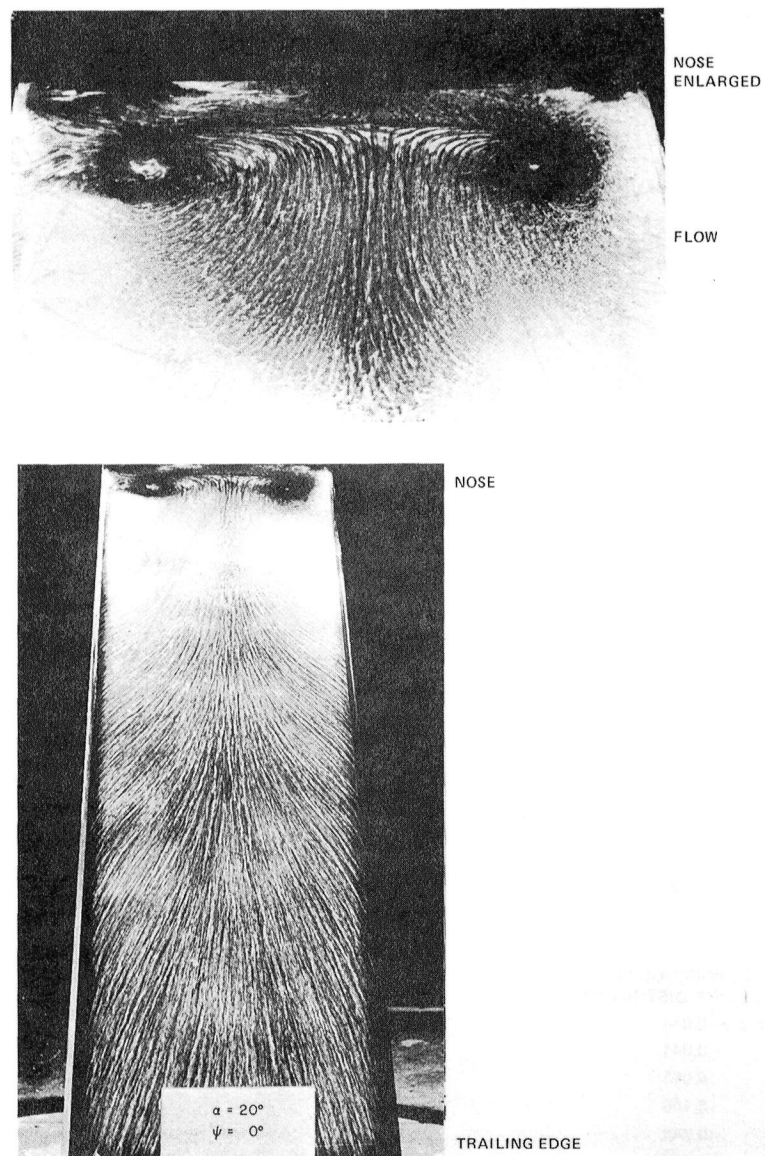 NOSE
ENLARGED
FLOW
NOSE
α = 20°
ψ = 0°
TRAILING EDGE